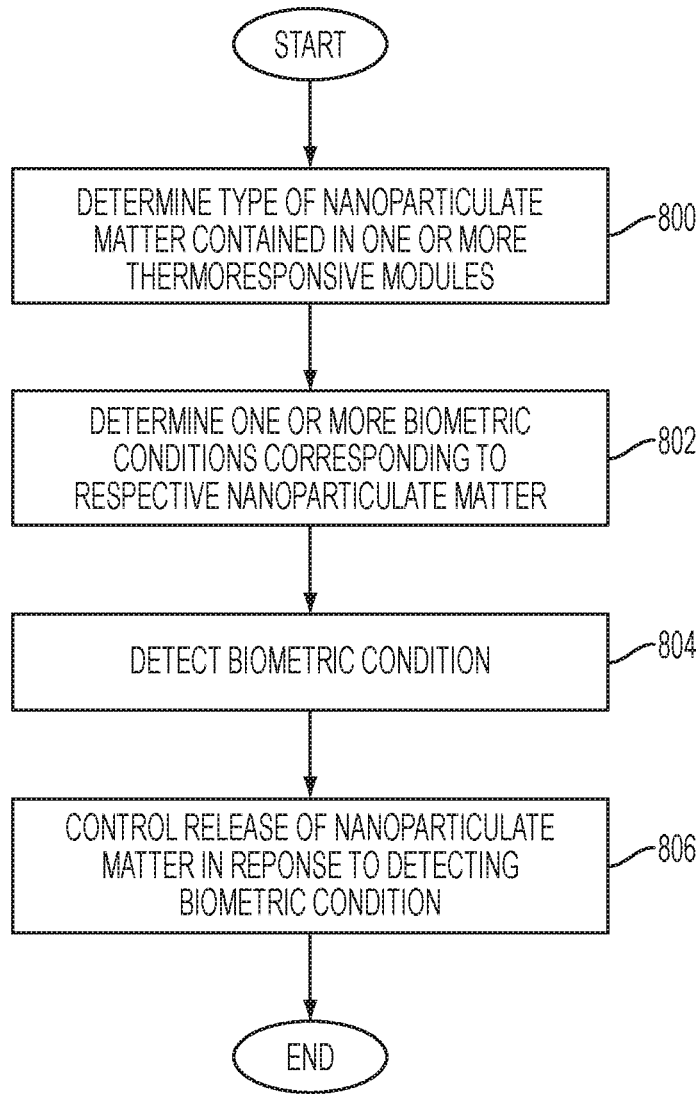 START
DETERMINE TYPE OF NANOPARTICULATE
MATTER CONTAINED IN ONE OR MORE
THERMORESPONSIVE MODULES
800
DETERMINE ONE OR MORE BIOMETRIC
CONDITIONS CORRESPONDING TO
RESPECTIVE NANOPARTICULATE MATTER
802
DETECT BIOMETRIC CONDITION
804
CONTROL RELEASE OF NANOPARTICULATE
MATTER IN REPONSE TO DETECTING
BIOMETRIC CONDITION
806
END